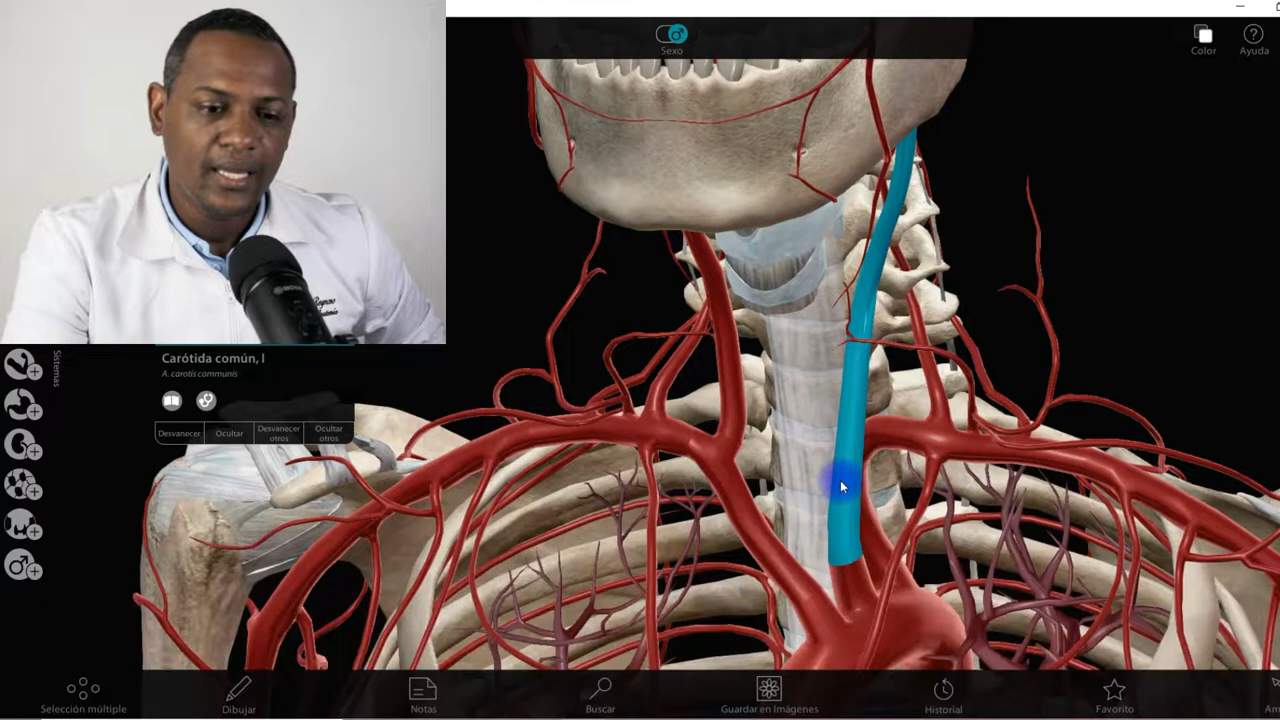 Sexo
Color
Ayuda
Sistemas
Carótida común, I
A. carotis communis
Desvanecer
Ocultar
Desvanecer
otros
Ocultar
otros
Selección múltiple
Dibujar
Notas
Buscar
Guardar en Imágenes
Historial
Favorito